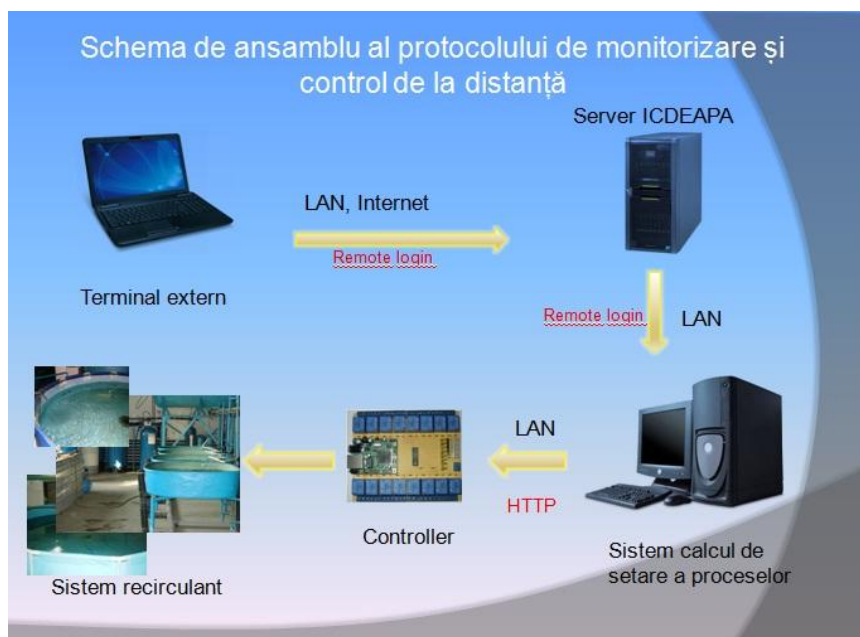 Schema de ansamblu al protocolului de monitorizare și
control de la distanță
Server ICDEAPA
LAN, Internet
Remote login
Terminal extern
Remote login
LAN
LAN
HTTP
Controller
Sistem calcul de
setare a proceselor
Sistem recirculant